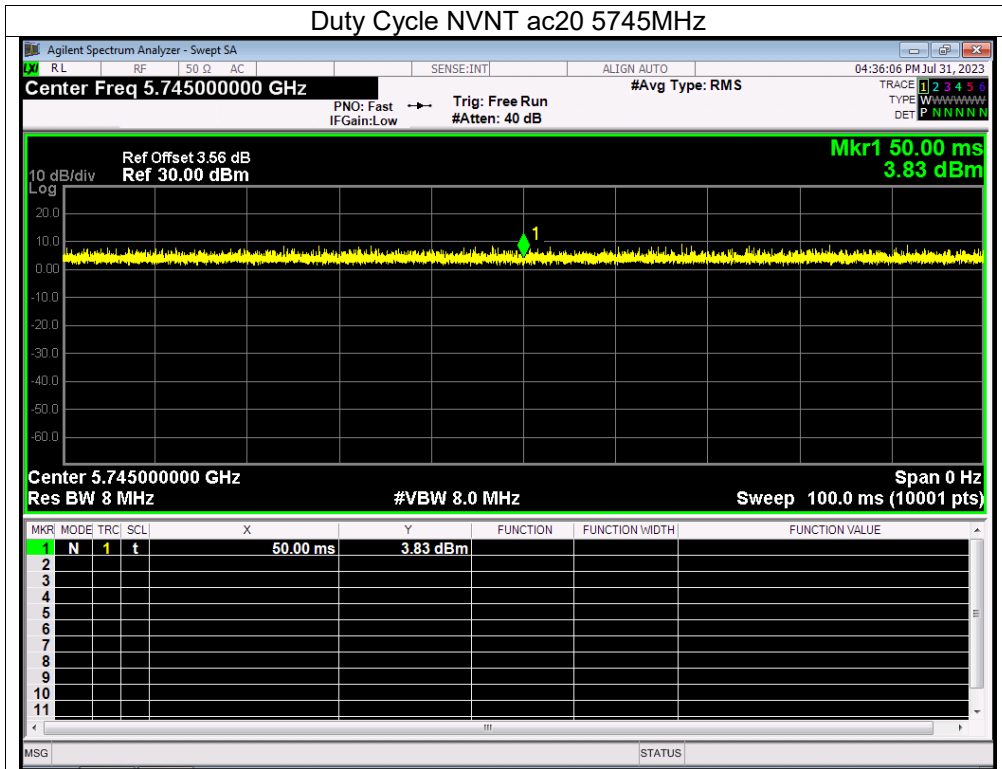 Duty Cycle NVNT ac20 5745MHz
Agilent Spectrum Analyzer - Swept SA
LXI RL RF 50 Ω AC SENSE:INT ALIGN AUTO 04:36:06 PM Jul 31, 2023
Center Freq 5.745000000 GHz #Avg Type: RMS TRACE 1 2 3 4 5 6
PNO: Fast Trig: Free Run TYPE WWWWWW
IFGain:Low #Atten: 40 dB DET P NNNNN
Mkr1 50.00 ms
Ref Offset 3.56 dB
10 dB/div Ref 30.00 dBm 3.83 dBm
Log
20.0
1
10.0
0.00
-10.0
-20.0
-30.0
-40.0
-50.0
-60.0
Center 5.745000000 GHz Span 0 Hz
Res BW 8 MHz #VBW 8.0 MHz Sweep 100.0 ms (10001 pts)
MKR MODE TRC SCL X Y FUNCTION FUNCTION WIDTH FUNCTION VALUE
1 N 1 t 50.00 ms 3.83 dBm
2
3
4
5
6
7
8
9
10
11
MSG STATUS